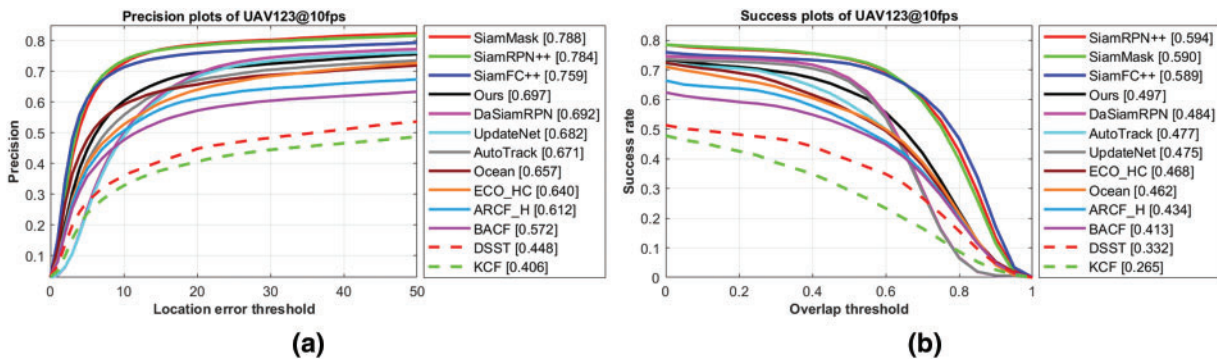 Precision plots of UAV123@10fps
Precision
0.8
0.7
0.6
0.5
0.4
0.3
0.2
0.1
0 10 20 30 40 50
Location error threshold
SiamMask [0.788]
SiamRPN++ [0.784]
SiamFC++ [0.759]
Ours [0.697]
DaSiamRPN [0.692]
UpdateNet [0.682]
AutoTrack [0.671]
Ocean [0.657]
ECO_HC [0.640]
ARCF_H [0.612]
BACF [0.572]
DSST [0.448]
KCF [0.406]
(a)
Success plots of UAV123@10fps
Success rate
0.8
0.7
0.6
0.5
0.4
0.3
0.2
0.1
0
0 0.2 0.4 0.6 0.8 1
Overlap threshold
SiamRPN++ [0.594]
SiamMask [0.590]
SiamFC++ [0.589]
Ours [0.497]
DaSiamRPN [0.484]
AutoTrack [0.477]
UpdateNet [0.475]
ECO_HC [0.468]
Ocean [0.462]
ARCF_H [0.434]
BACF [0.413]
DSST [0.332]
KCF [0.265]
(b)